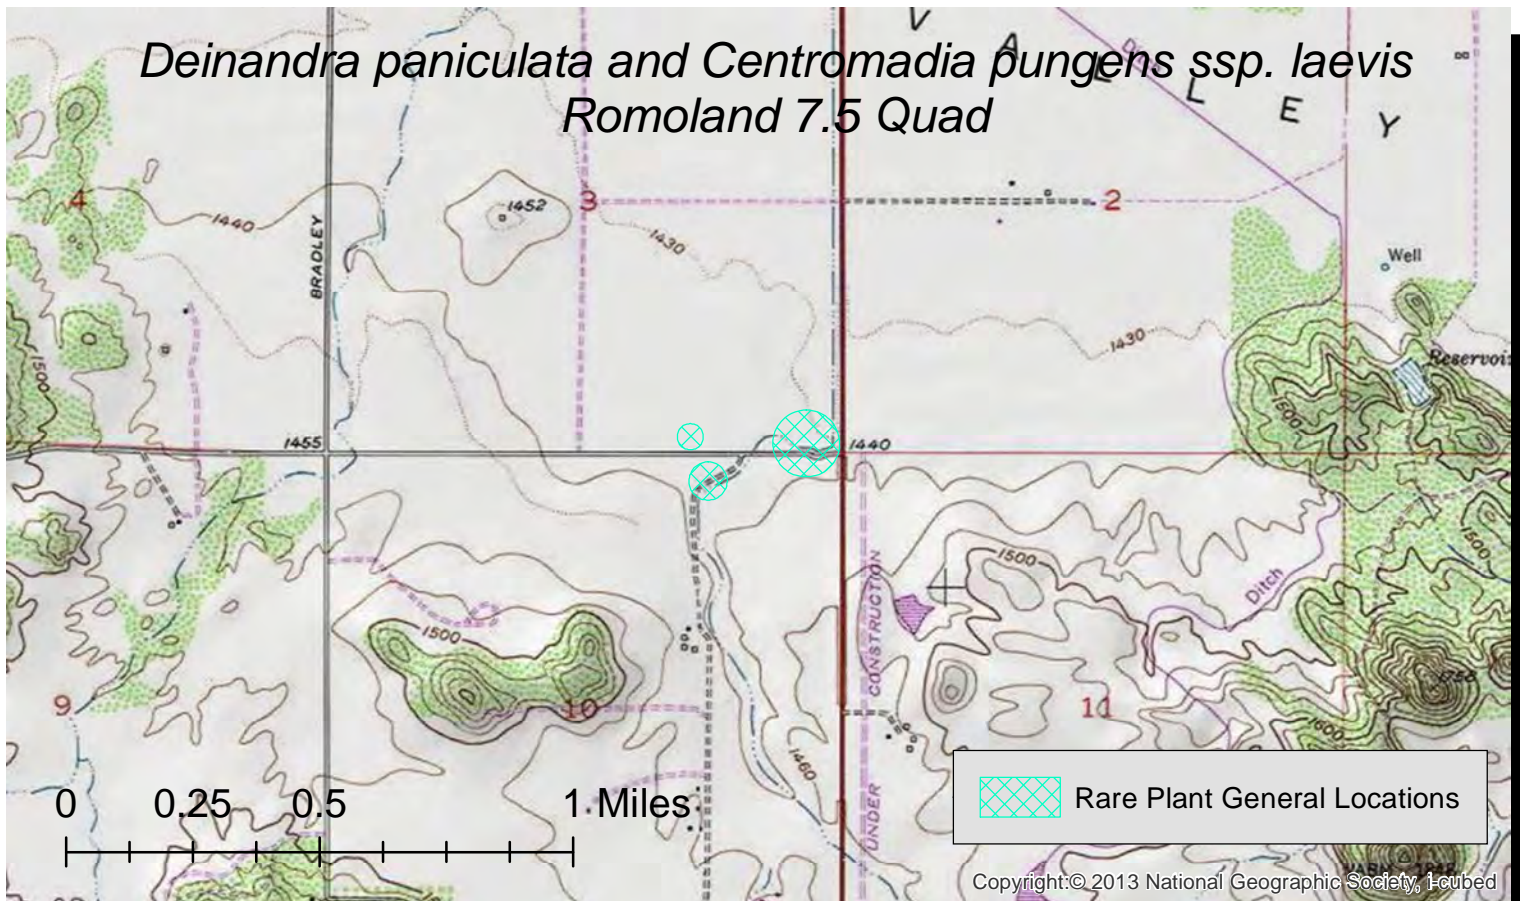 Deinandra paniculata and Centromadia pungens ssp. laevis
Romoland 7.5 Quad
V A L L E Y
Ditch
4
1440
BRADLEY
1452
3
1430
2
Well
1430
1500
Reservoir
1500
1455
1440
1500
1500
Ditch
1500
UNDER CONSTRUCTION
9
10
11
1756
1600
1460
0 0.25 0.5 1 Miles
Rare Plant General Locations
Copyright:© 2013 National Geographic Society, i-cubed